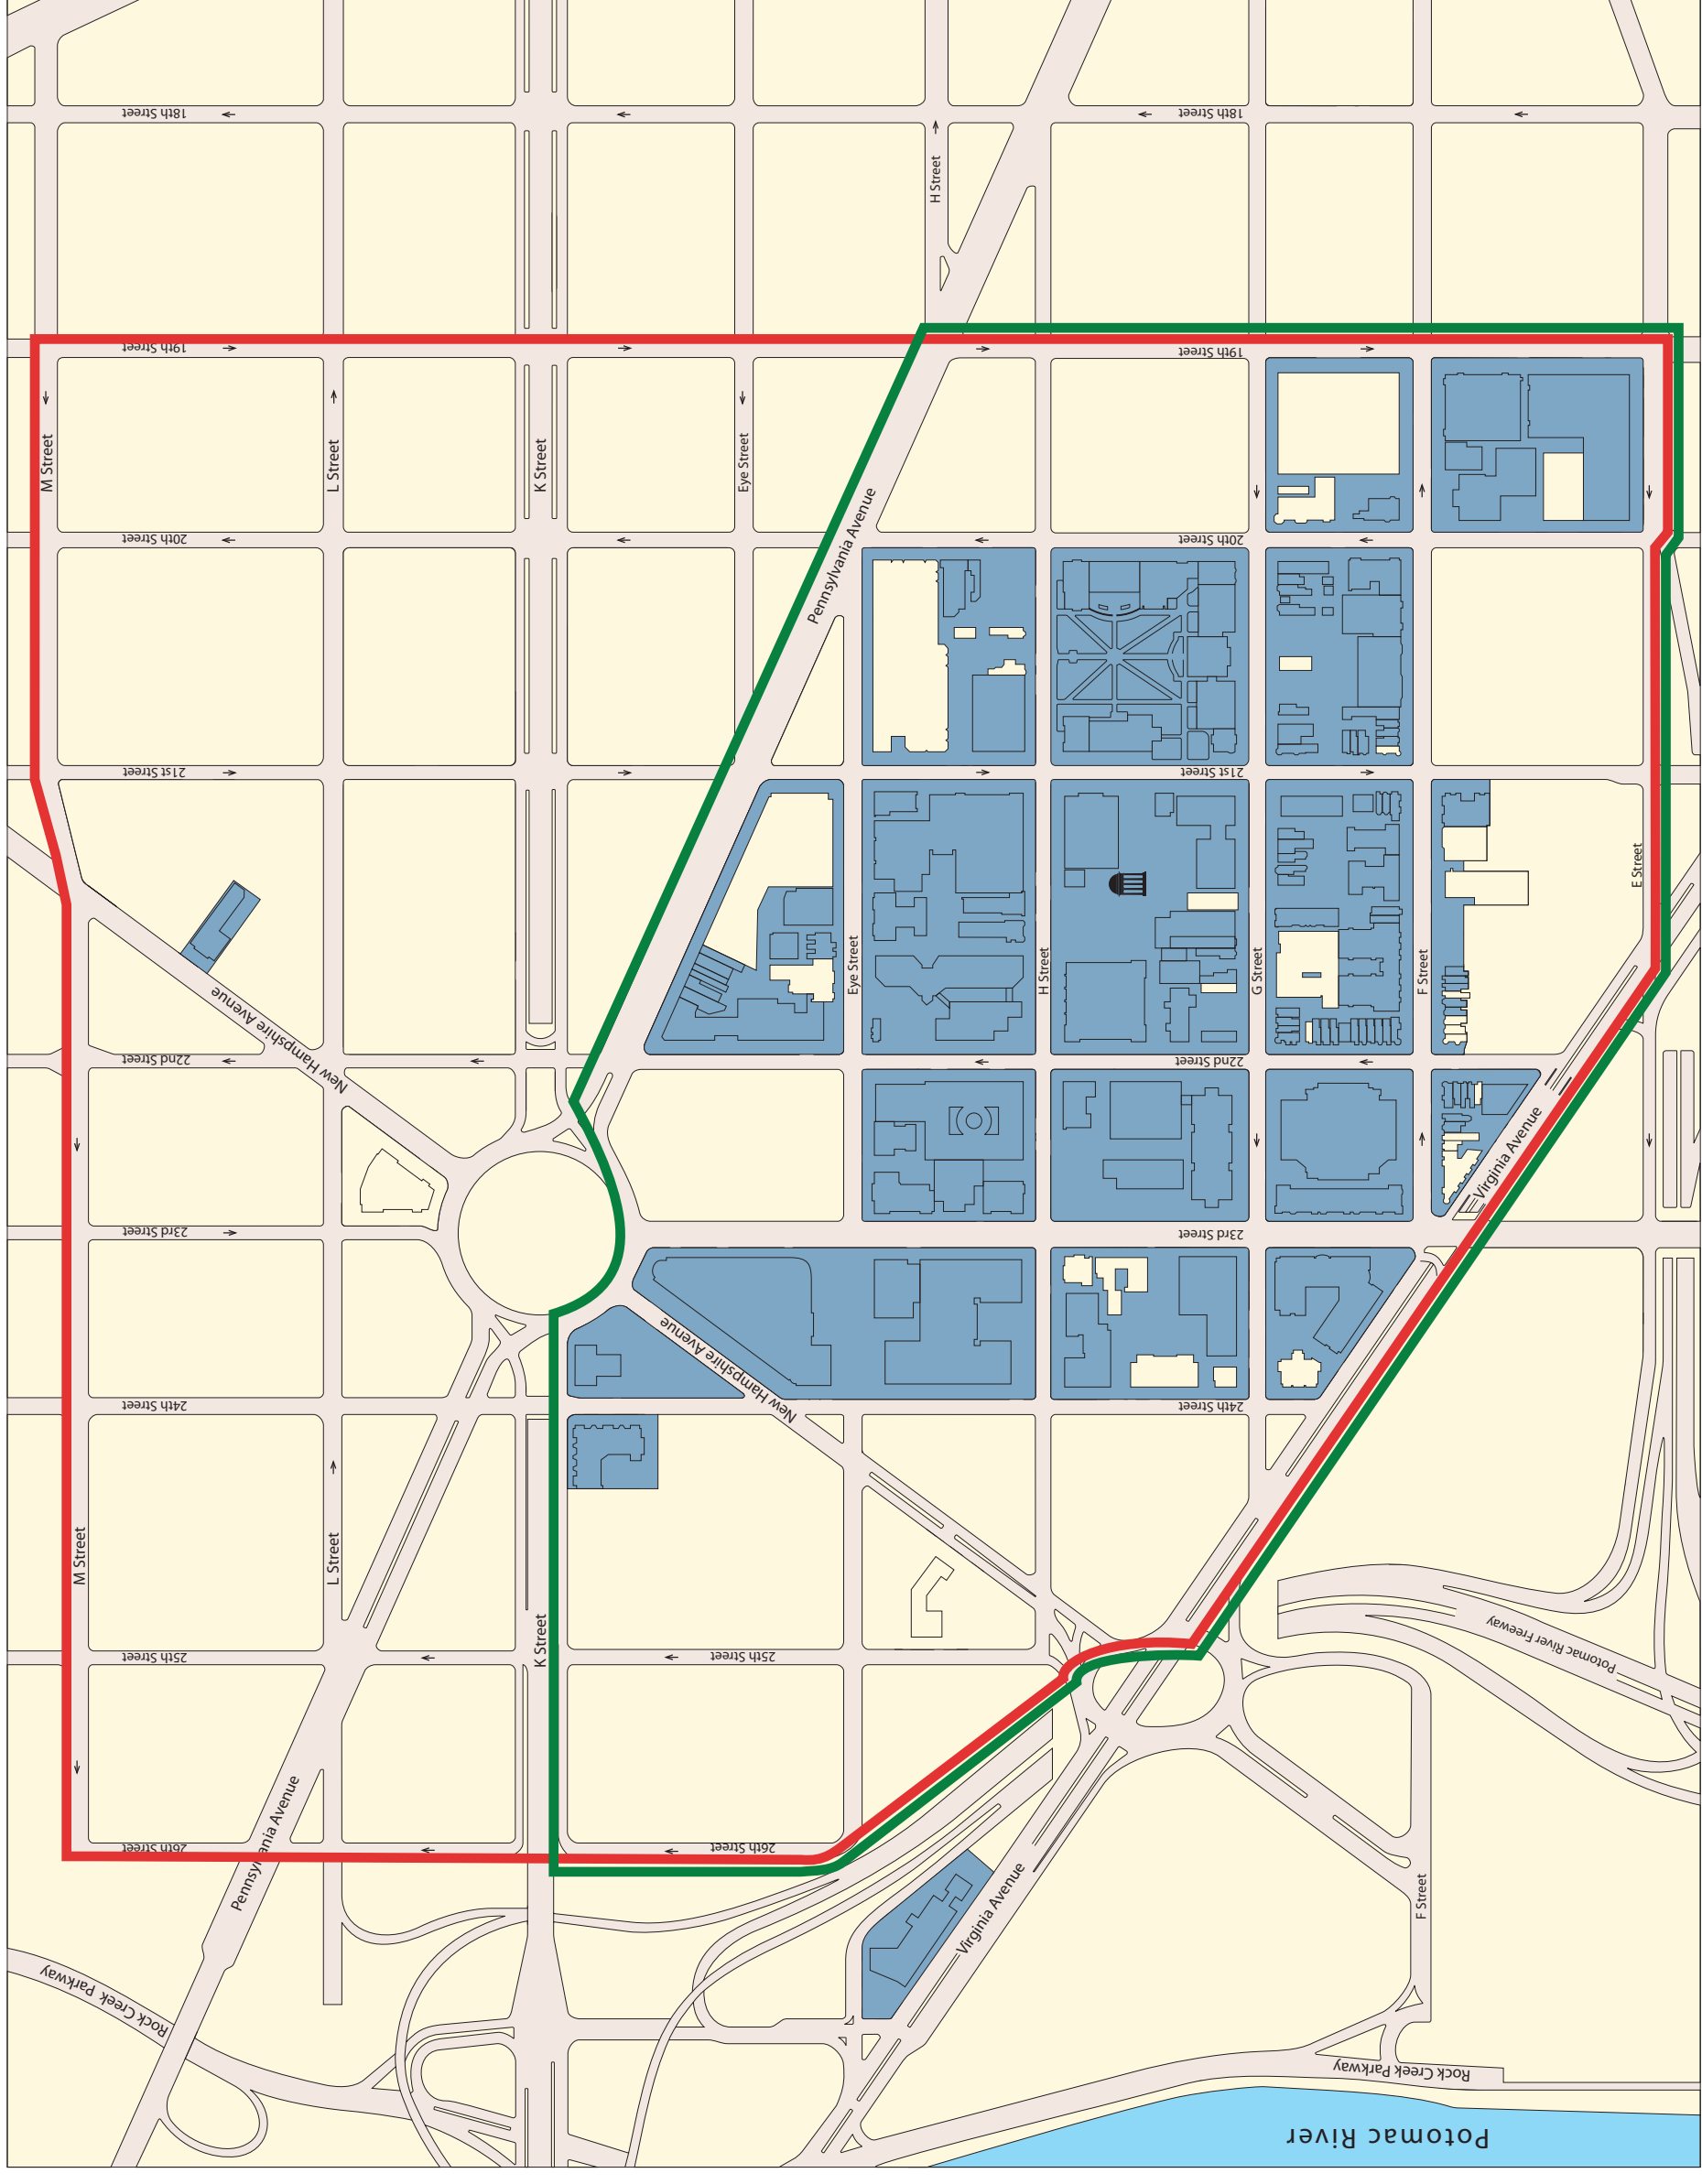 18th Street
18th Street
H Street
19th Street
19th Street
M Street
L Street
K Street
Eye Street
20th Street
20th Street
Pennsylvania Avenue
21st Street
21st Street
E Street
Eye Street
H Street
G Street
F Street
New Hampshire Avenue
22nd Street
22nd Street
Virginia Avenue
23rd Street
23rd Street
New Hampshire Avenue
24th Street
24th Street
M Street
L Street
K Street
25th Street
25th Street
Potomac River Freeway
26th Street
26th Street
Pennsylvania Avenue
F Street
Virginia Avenue
Rock Creek Parkway
Rock Creek Parkway
Potomac River